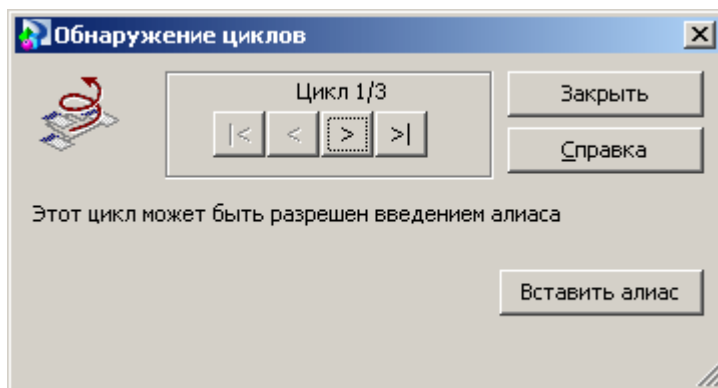 Обнаружение циклов
Цикл 1/3
|< < > >|
Закрыть
Справка
Этот цикл может быть разрешен введением алиаса
Вставить алиас